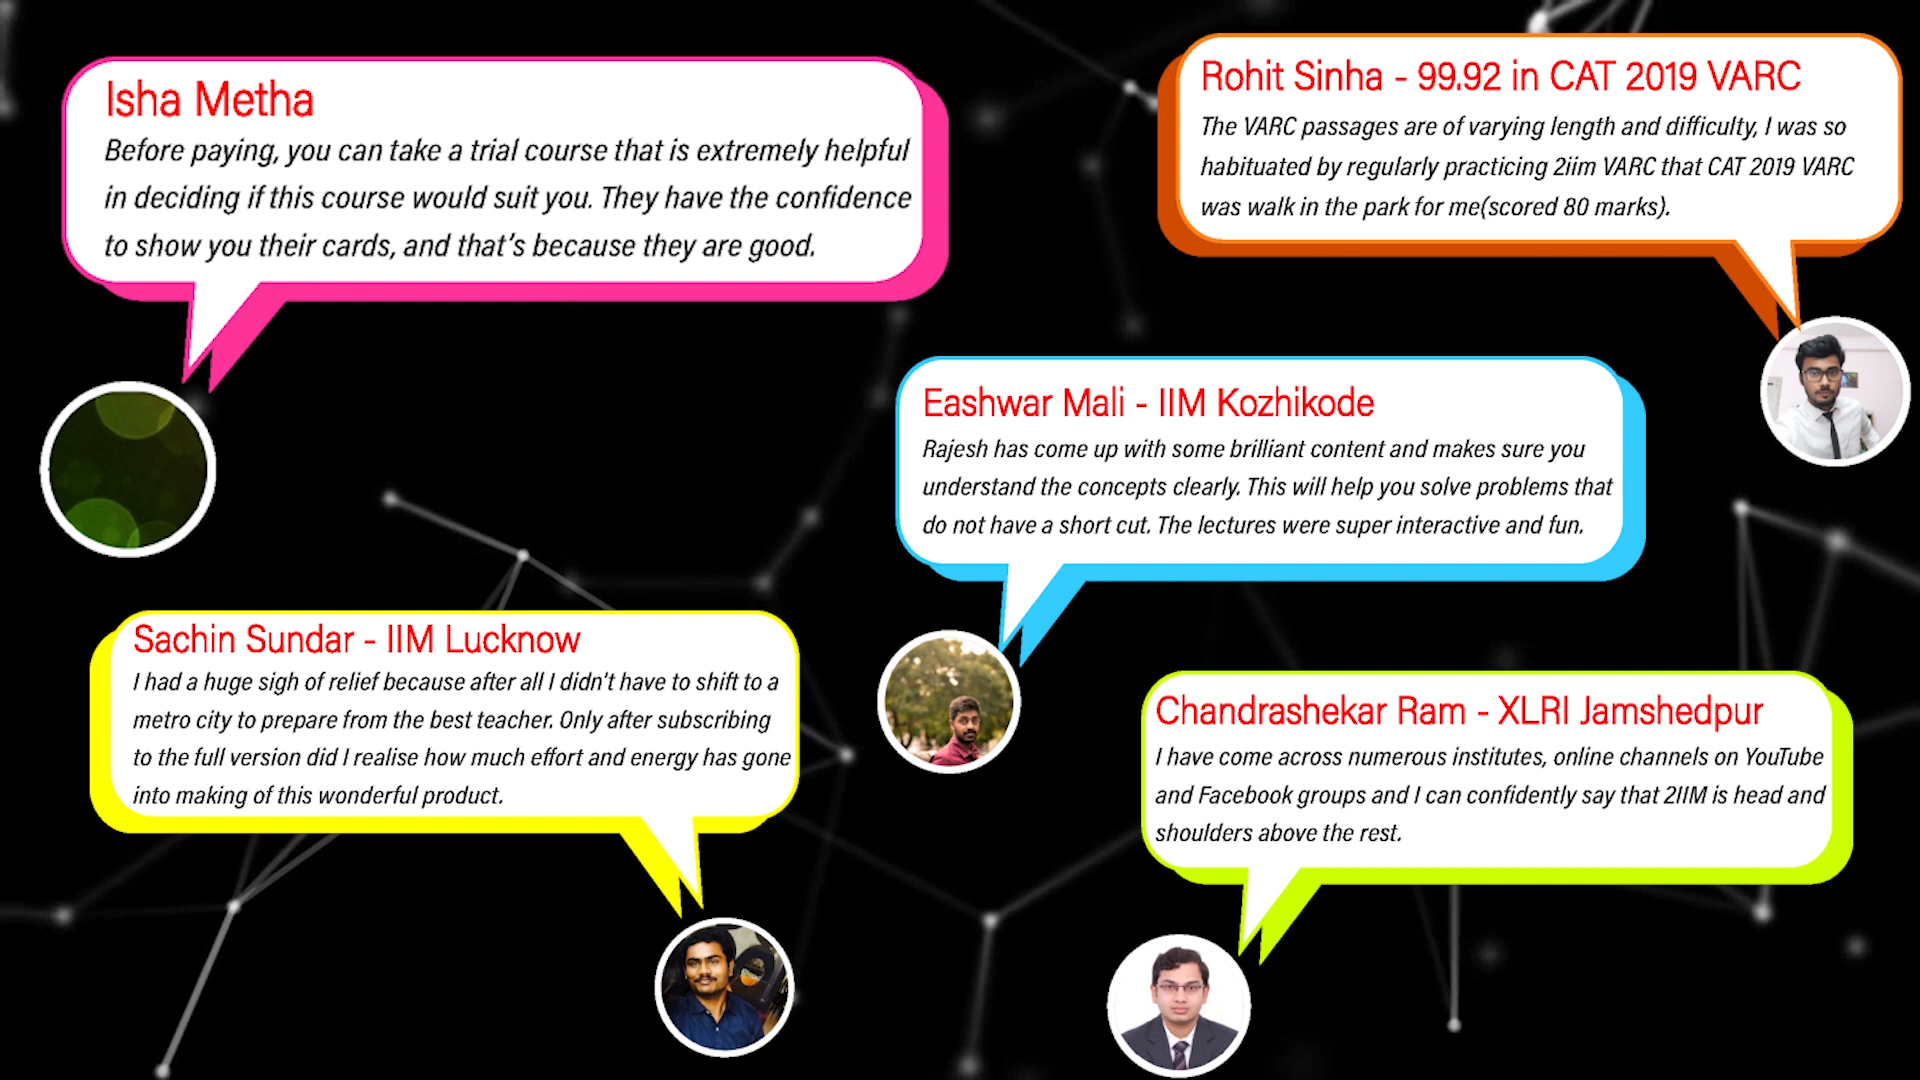 Isha Metha
Before paying, you can take a trial course that is extremely helpful
in deciding if this course would suit you. They have the confidence
to show you their cards, and that's because they are good.
Rohit Sinha - 99.92 in CAT 2019 VARC
The VARC passages are of varying length and difficulty, I was so
habituated by regularly practicing 2iim VARC that CAT 2019 VARC
was walk in the park for me(scored 80 marks).
Eashwar Mali - IIM Kozhikode
Rajesh has come up with some brilliant content and makes sure you
understand the concepts clearly. This will help you solve problems that
do not have a short cut. The lectures were super interactive and fun.
Sachin Sundar - IIM Lucknow
I had a huge sigh of relief because after all I didn't have to shift to a
metro city to prepare from the best teacher. Only after subscribing
to the full version did I realise how much effort and energy has gone
into making of this wonderful product.
Chandrashekar Ram - XLRI Jamshedpur
I have come across numerous institutes, online channels on YouTube
and Facebook groups and I can confidently say that 2IIM is head and
shoulders above the rest.